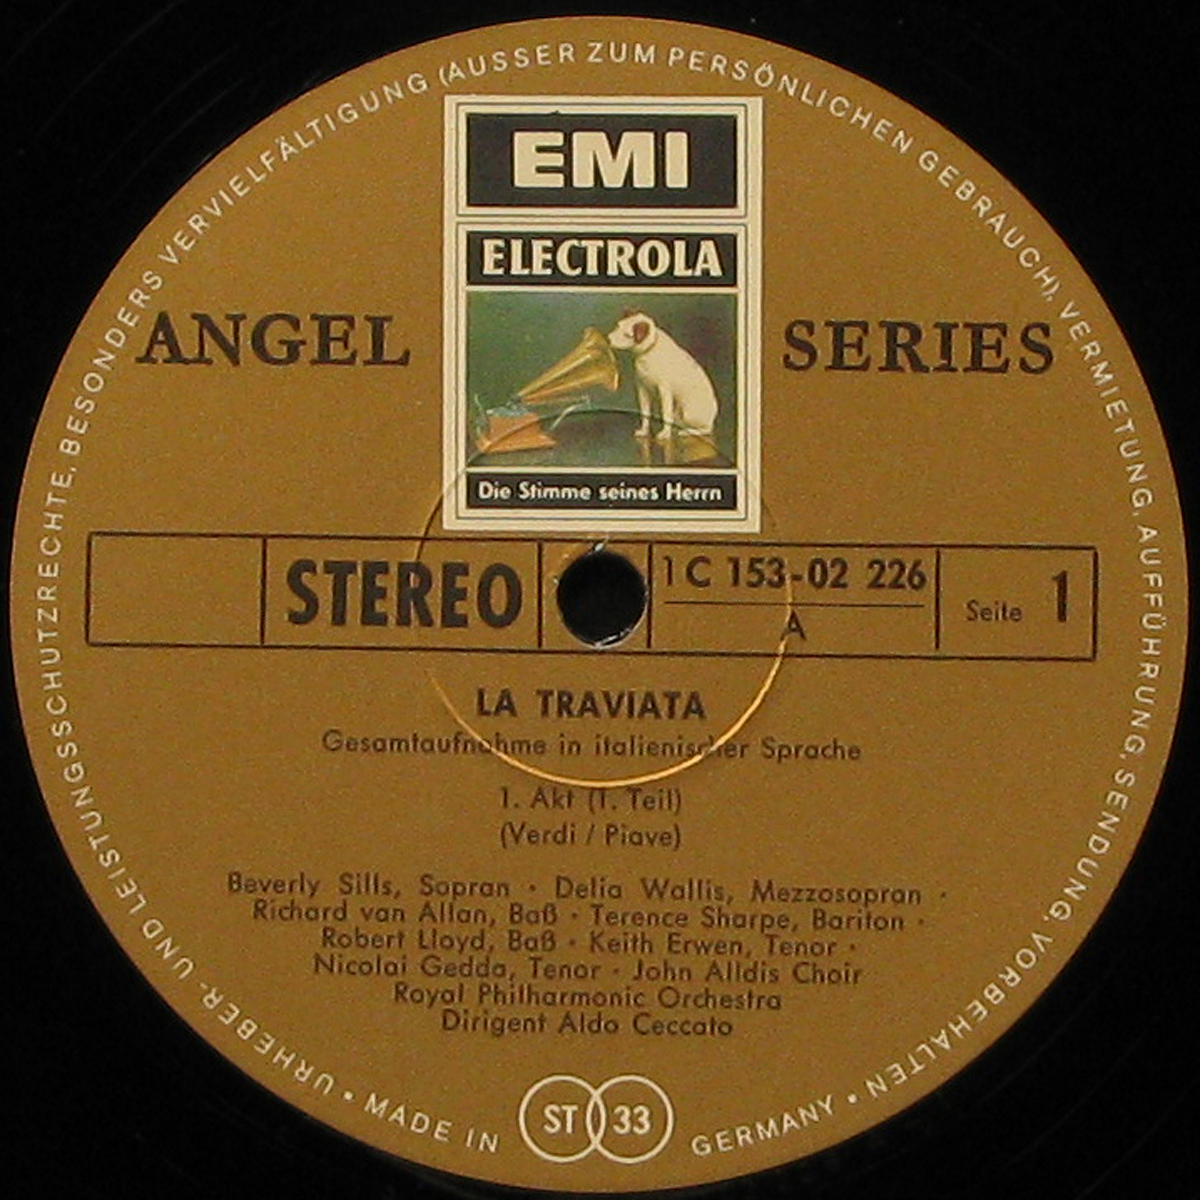 URHEBER- UND LEISTUNGSSCHUTZRECHTE, BESONDERS VERVIELFÄLTIGUNG (AUSSER ZUM PERSÖNLICHEN GEBRAUCH), VERMIETUNG, AUFFÜHRUNG, SENDUNG, VORBEHALTEN •
EMI
ELECTROLA
ANGEL SERIES
Die Stimme seines Herrn
STEREO
1 C 153-02 226
A
Seite 1
LA TRAVIATA
Gesamtaufnahme in italienischer Sprache
1. Akt (1. Teil)
(Verdi / Piave)
Beverly Sills, Sopran · Delia Wallis, Mezzosopran ·
Richard van Allan, Baß · Terence Sharpe, Bariton ·
Robert Lloyd, Baß · Keith Erwen, Tenor ·
Nicolai Gedda, Tenor · John Alldis Choir
Royal Philharmonic Orchestra
Dirigent Aldo Ceccato
• MADE IN GERMANY
ST 33